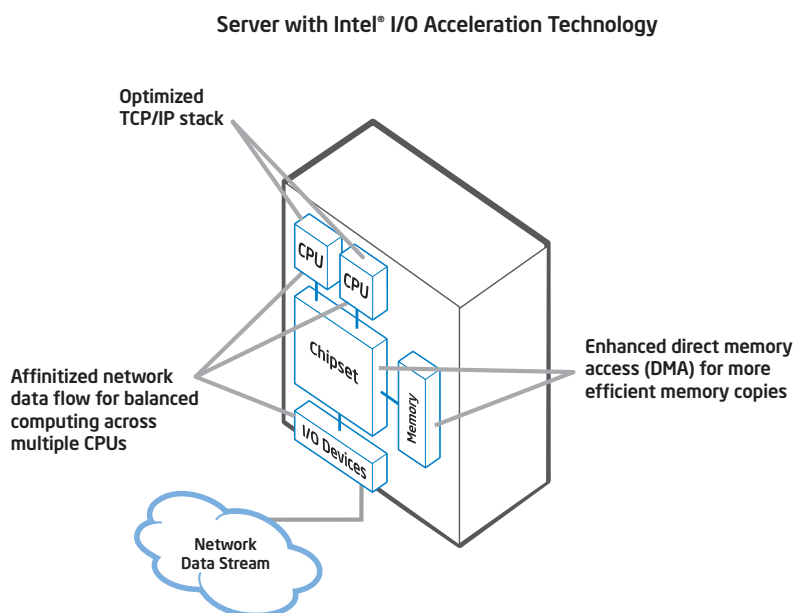 Server with Intel® I/O Acceleration Technology
Optimized
TCP/IP stack
CPU
CPU
Chipset
Memory
I/O Devices
Enhanced direct memory
access (DMA) for more
efficient memory copies
Affinitized network
data flow for balanced
computing across
multiple CPUs
Network
Data Stream